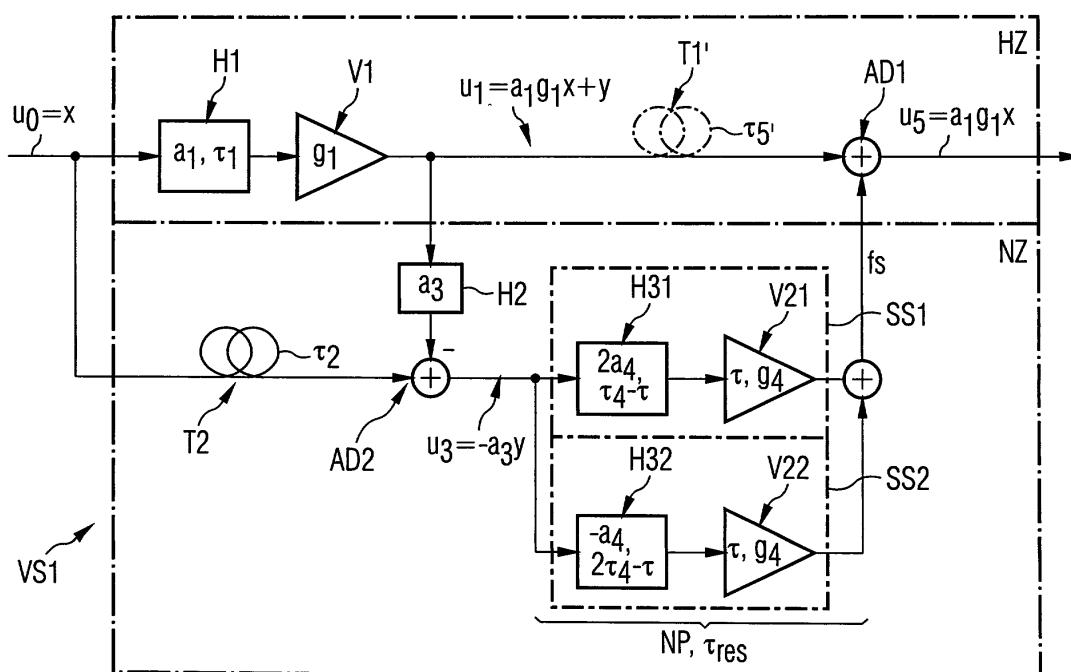 HZ
H1
V1
T1'
AD1
u₀=x
u₁=a₁g₁x+y
u₅=a₁g₁x
a₁, τ₁
g₁
τ₅'
+
NZ
fs
a₃
H2
H31
V21
SS1
τ₂
–
+
2a₄,
τ₄-τ
τ, g₄
+
T2
AD2
u₃=-a₃y
H32
V22
SS2
-a₄,
2τ₄-τ
τ, g₄
VS1
NP, τres